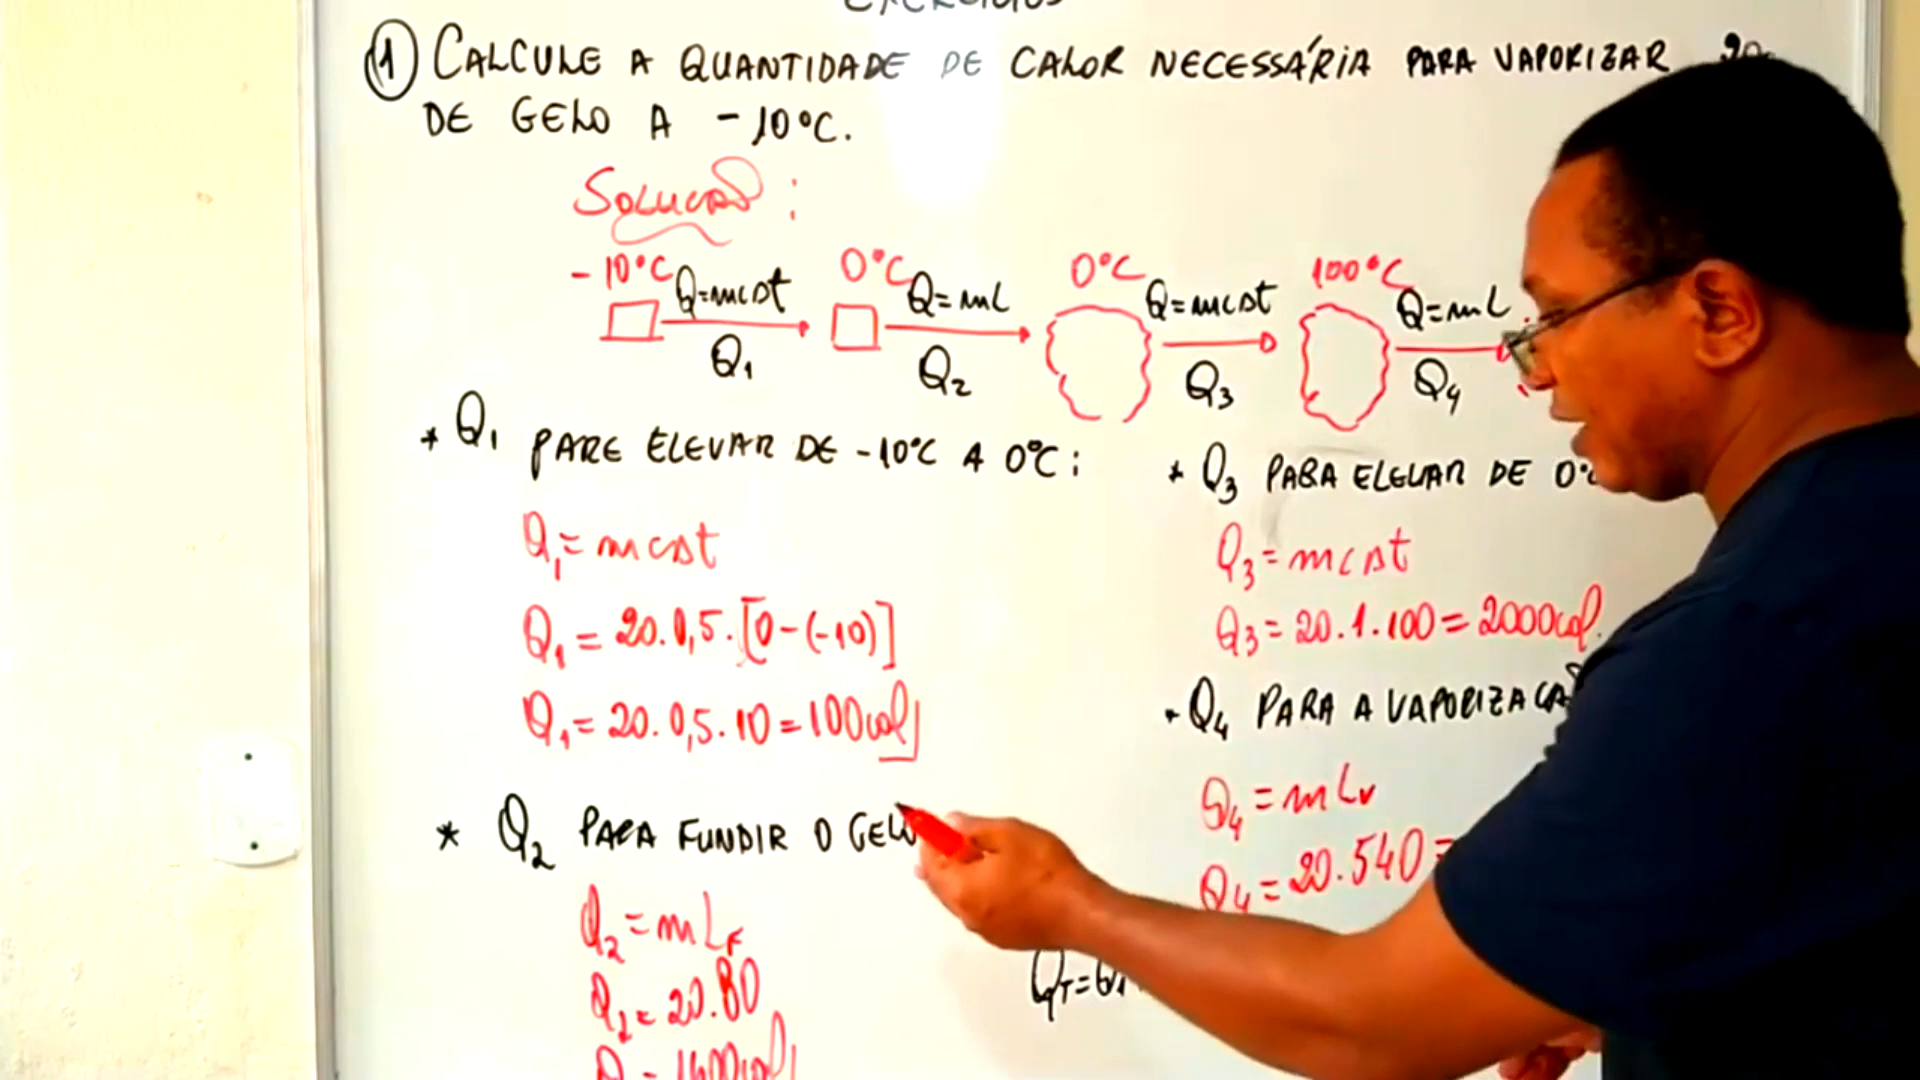 EXERCÍCIOS
1 CALCULE A QUANTIDADE DE CALOR NECESSÁRIA PARA VAPORIZAR
DE GELO A -10°C.
SOLUÇÃO:
-10°C Q=mcΔt 0°C Q=mL 0°C Q=mcΔt 100°C Q=mL
Q1 Q2 Q3 Q4
* Q1 PARE ELEVAR DE -10°C A 0°C:
Q1 = mcΔt
Q1 = 20.0,5.[0-(-10)]
Q1 = 20.0,5.10 = 100cal
* Q2 PARA FUNDIR O GELO
Q2 = mLF
Q2 = 20.80
Q2 = 1600cal
* Q3 PARA ELEVAR DE 0°C
Q3 = mcΔt
Q3 = 20.1.100 = 2000cal.
* Q4 PARA A VAPORIZAÇÃO
Q4 = mLv
Q4 = 20.540 =
QT = Q1